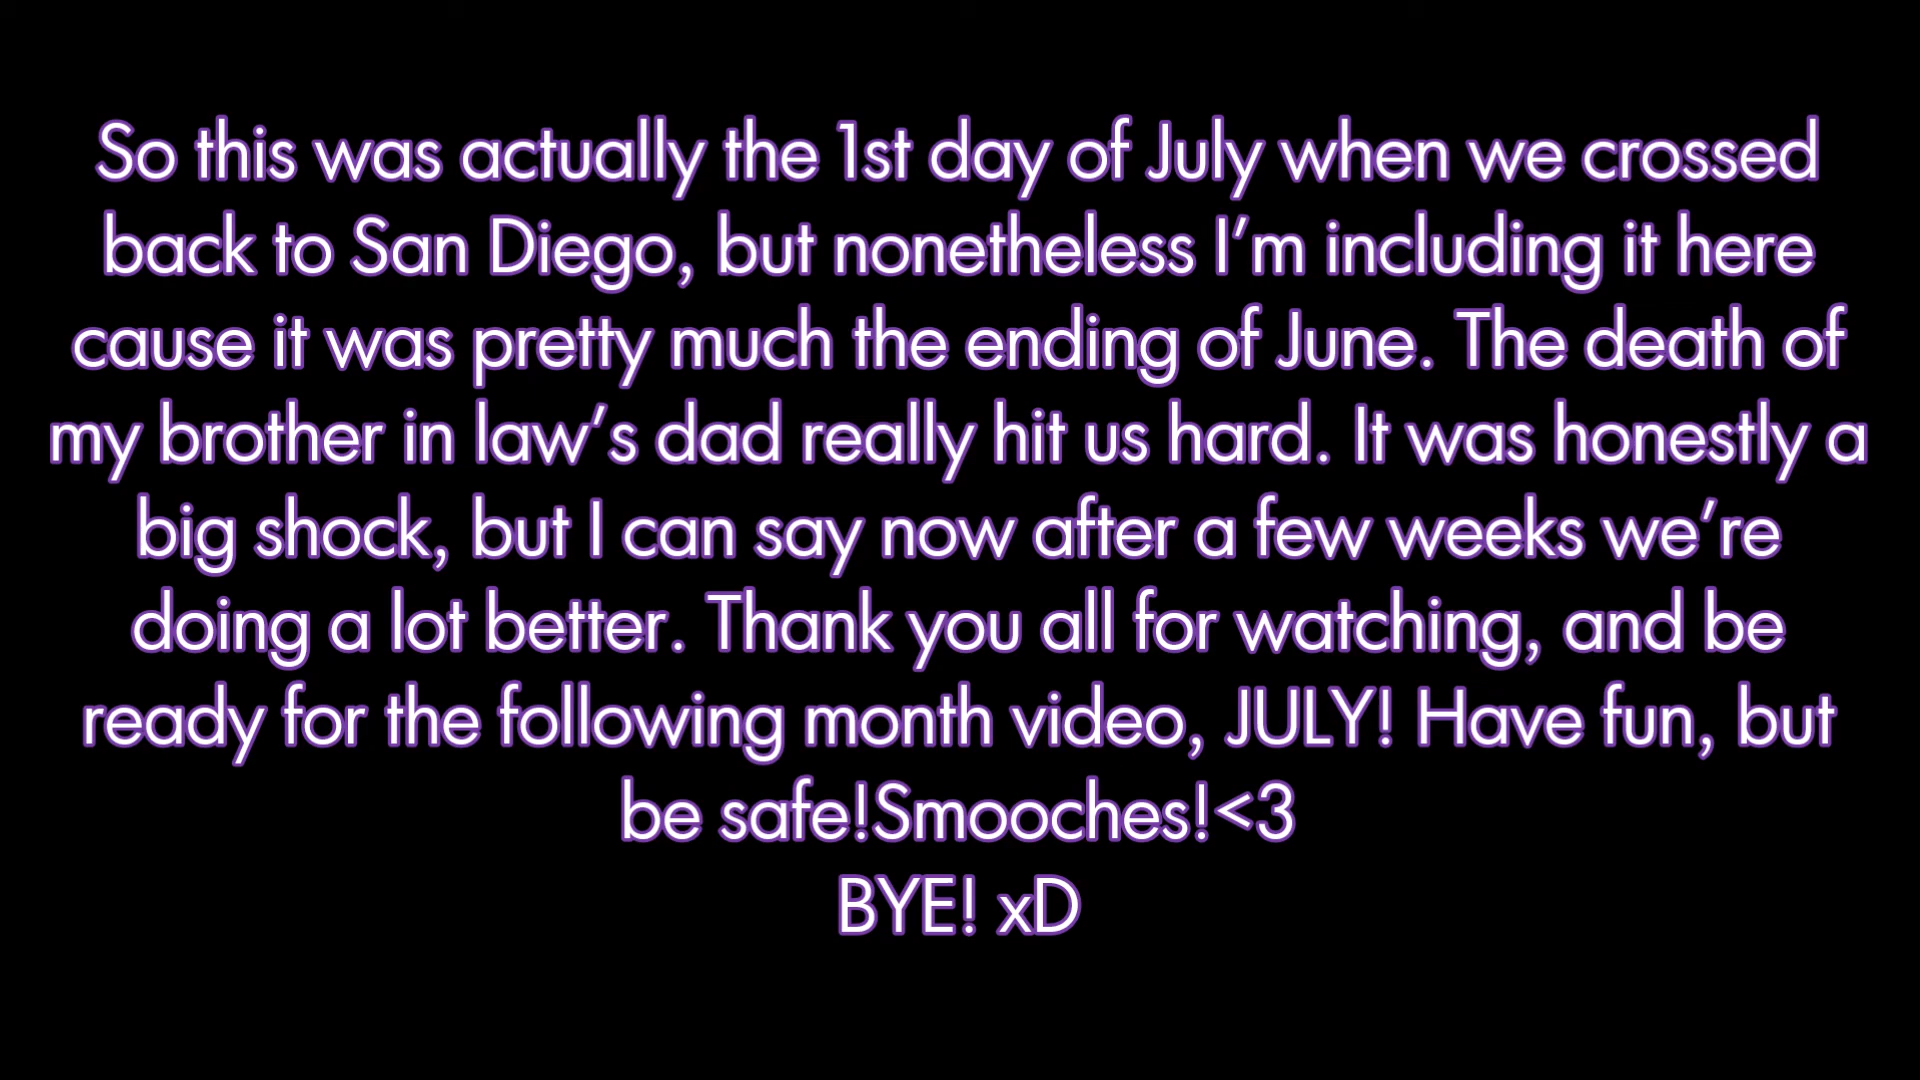 So this was actually the 1st day of July when we crossed
back to San Diego, but nonetheless I’m including it here
cause it was pretty much the ending of June. The death of
my brother in law’s dad really hit us hard. It was honestly a
big shock, but I can say now after a few weeks we’re
doing a lot better. Thank you all for watching, and be
ready for the following month video, JULY! Have fun, but
be safe!Smooches!<3
BYE! xD